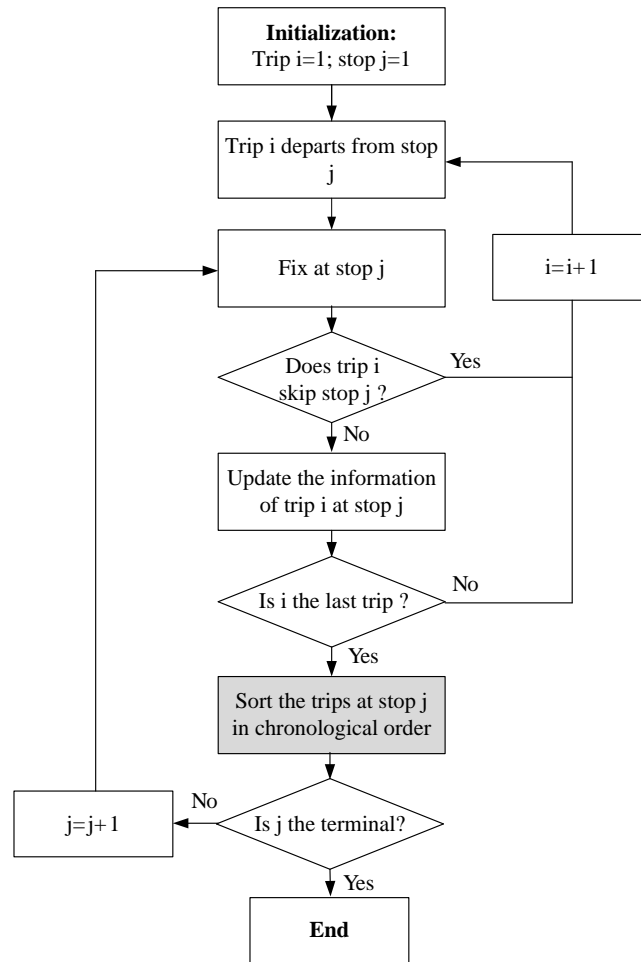 Initialization:
Trip i=1; stop j=1
Trip i departs from stop
j
Fix at stop j
i=i+1
Does trip i
skip stop j ?
Yes
No
Update the information
of trip i at stop j
Is i the last trip ?
No
Yes
Sort the trips at stop j
in chronological order
j=j+1
No
Is j the terminal?
Yes
End